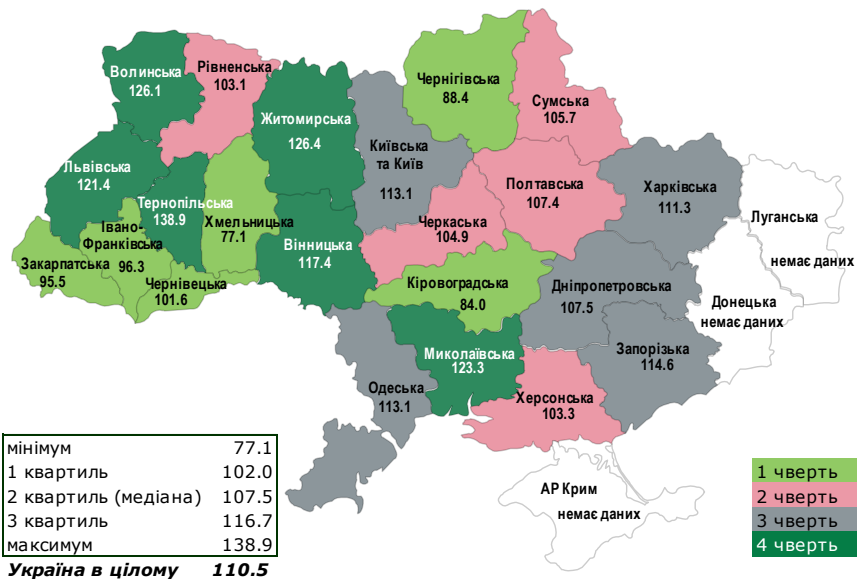 Волинська
126.1
Рівненська
103.1
Житомирська
126.4
Київська
та Київ
113.1
Чернігівська
88.4
Сумська
105.7
Львівська
121.4
Тернопільська
138.9
Хмельницька
77.1
Вінницька
117.4
Черкаська
104.9
Полтавська
107.4
Харківська
111.3
Луганська
немає даних
Івано-
Франківська
96.3
Закарпатська
95.5
Чернівецька
101.6
Кіровоградська
84.0
Дніпропетровська
107.5
Донецька
немає даних
Миколаївська
123.3
Запорізька
114.6
Одеська
113.1
Херсонська
103.3
АР Крим
немає даних
мінімум 77.1
1 квартиль 102.0
2 квартиль (медіана) 107.5
3 квартиль 116.7
максимум 138.9
Україна в цілому 110.5
1 чверть
2 чверть
3 чверть
4 чверть